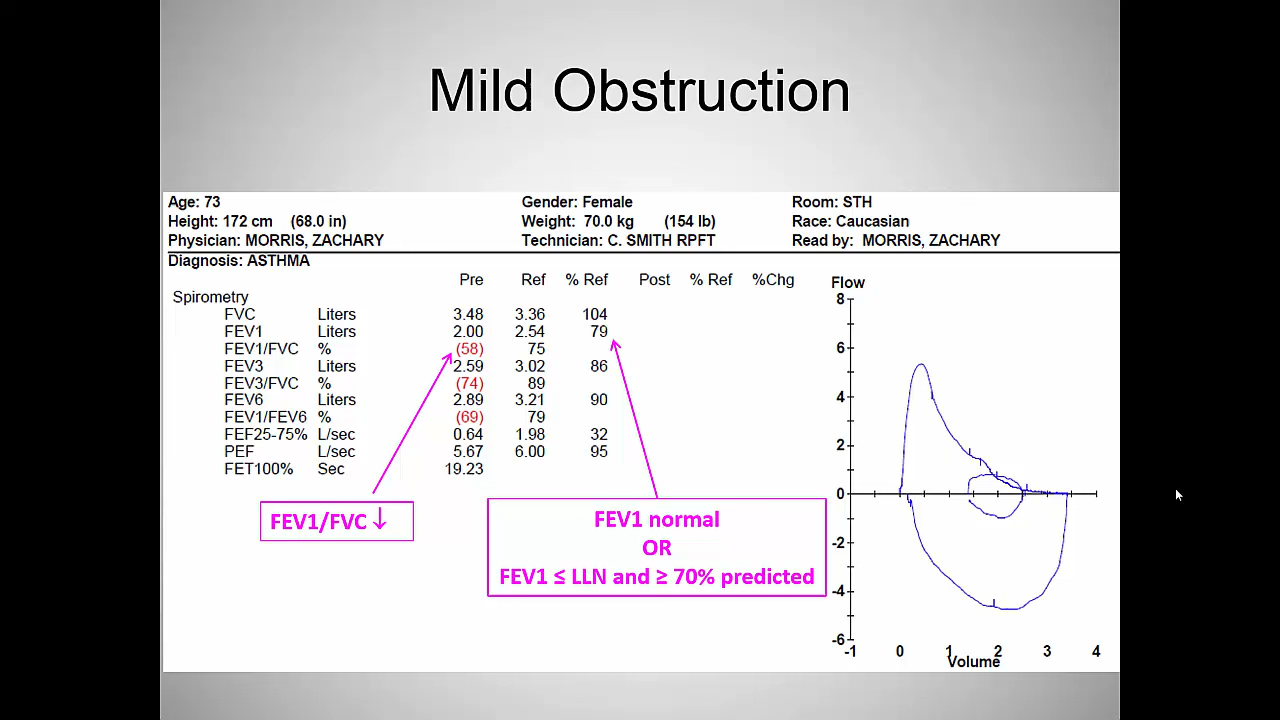 Mild Obstruction
Age: 73 Gender: Female Room: STH
Height: 172 cm (68.0 in) Weight: 70.0 kg (154 lb) Race: Caucasian
Physician: MORRIS, ZACHARY Technician: C. SMITH RPFT Read by: MORRIS, ZACHARY
Diagnosis: ASTHMA
Pre Ref % Ref Post % Ref %Chg
Spirometry
FVC Liters 3.48 3.36 104
FEV1 Liters 2.00 2.54 79
FEV1/FVC % (58) 75
FEV3 Liters 2.59 3.02 86
FEV3/FVC % (74) 89
FEV6 Liters 2.89 3.21 90
FEV1/FEV6 % (69) 79
FEF25-75% L/sec 0.64 1.98 32
PEF L/sec 5.67 6.00 95
FET100% Sec 19.23
FEV1/FVC ↓
FEV1 normal
OR
FEV1 ≤ LLN and ≥ 70% predicted
Flow
8
6
4
2
0
-2
-4
-6
-1 0 1 2 3 4
Volume